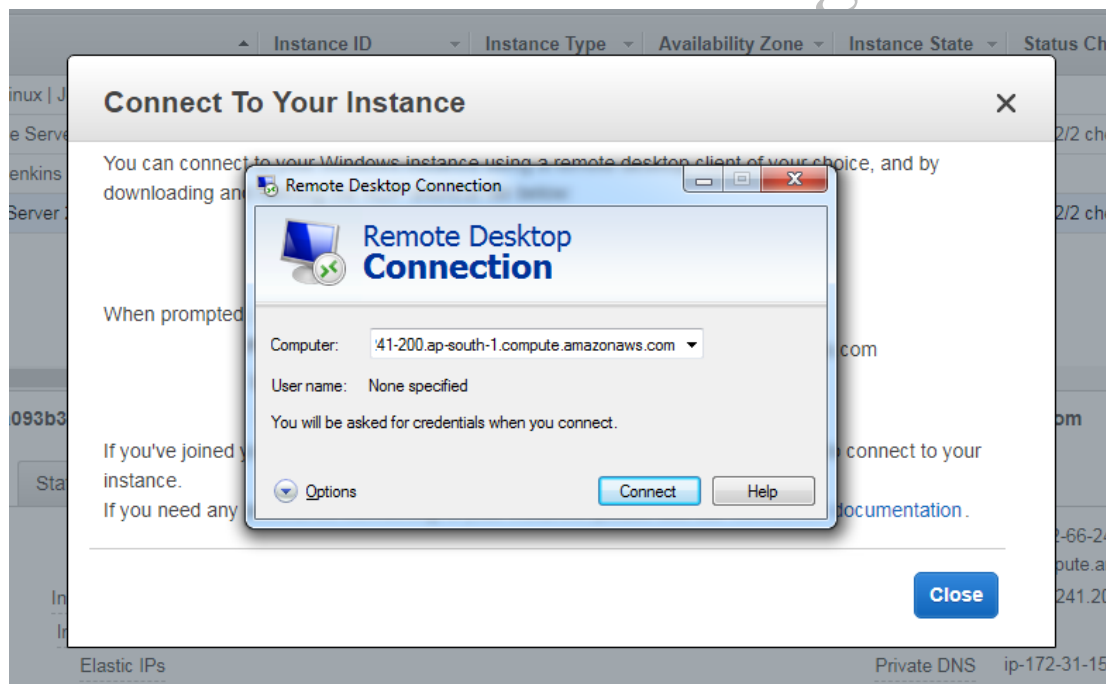 Instance ID Instance Type Availability Zone Instance State Status Ch
inux | J
Connect To Your Instance
e Serve 2/2 ch
You can connect to your Windows instance using a remote desktop client of your choice, and by
enkins
downloading an
Server 2/2 ch
Remote Desktop Connection
Remote Desktop
Connection
When prompted
Computer: 41-200.ap-south-1.compute.amazonaws.com
com
User name: None specified
093b3 om
You will be asked for credentials when you connect.
If you've joined connect to your
Sta instance.
Options Connect Help
If you need any documentation.
2-66-24
pute.a
Close
In 241.20
In
Elastic IPs Private DNS ip-172-31-15